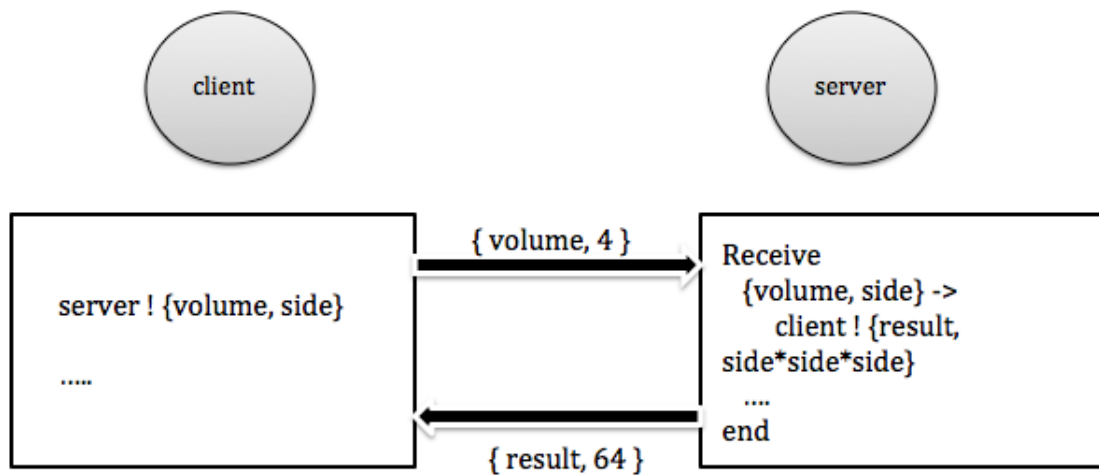 client
server
{ volume, 4 }
server ! {volume, side}
.....
Receive
{volume, side} ->
client ! {result,
side*side*side}
....
end
{ result, 64 }